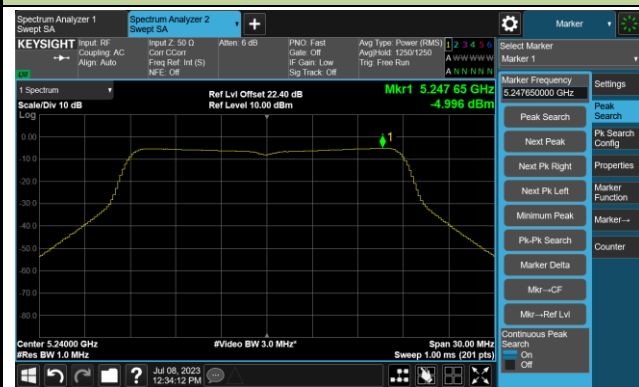 Spectrum Analyzer 1
Swept SA
Spectrum Analyzer 2
Swept SA
Marker
KEYSIGHT
Input: RF
Coupling: AC
Align: Auto
Input Z: 50 Ω
Corr CCorr
Freq Ref: Int (S)
NFE: Off
Atten: 6 dB
PNO: Fast
Gate: Off
IF Gain: Low
Sig Track: Off
Avg Type: Power (RMS)
Avg|Hold: 1250/1250
Trig: Free Run
1 2 3 4 5 6
A W W W W W
A N N N N N
Select Marker
Marker 1
1 Spectrum
Scale/Div 10 dB
Log
Ref Lvl Offset 22.40 dB
Ref Level 10.00 dBm
Mkr1 5.247 65 GHz
-4.996 dBm
1
0.00
-10.0
-20.0
-30.0
-40.0
-50.0
-60.0
-70.0
-80.0
Center 5.24000 GHz
#Res BW 1.0 MHz
#Video BW 3.0 MHz*
Span 30.00 MHz
Sweep 1.00 ms (201 pts)
Marker Frequency
5.247650000 GHz
Peak Search
Next Peak
Next Pk Right
Next Pk Left
Minimum Peak
Pk-Pk Search
Marker Delta
Mkr→CF
Mkr→Ref Lvl
Continuous Peak
Search
On
Off
Settings
Peak
Search
Pk Search
Config
Properties
Marker
Function
Marker→
Counter
Jul 08, 2023
12:34:12 PM